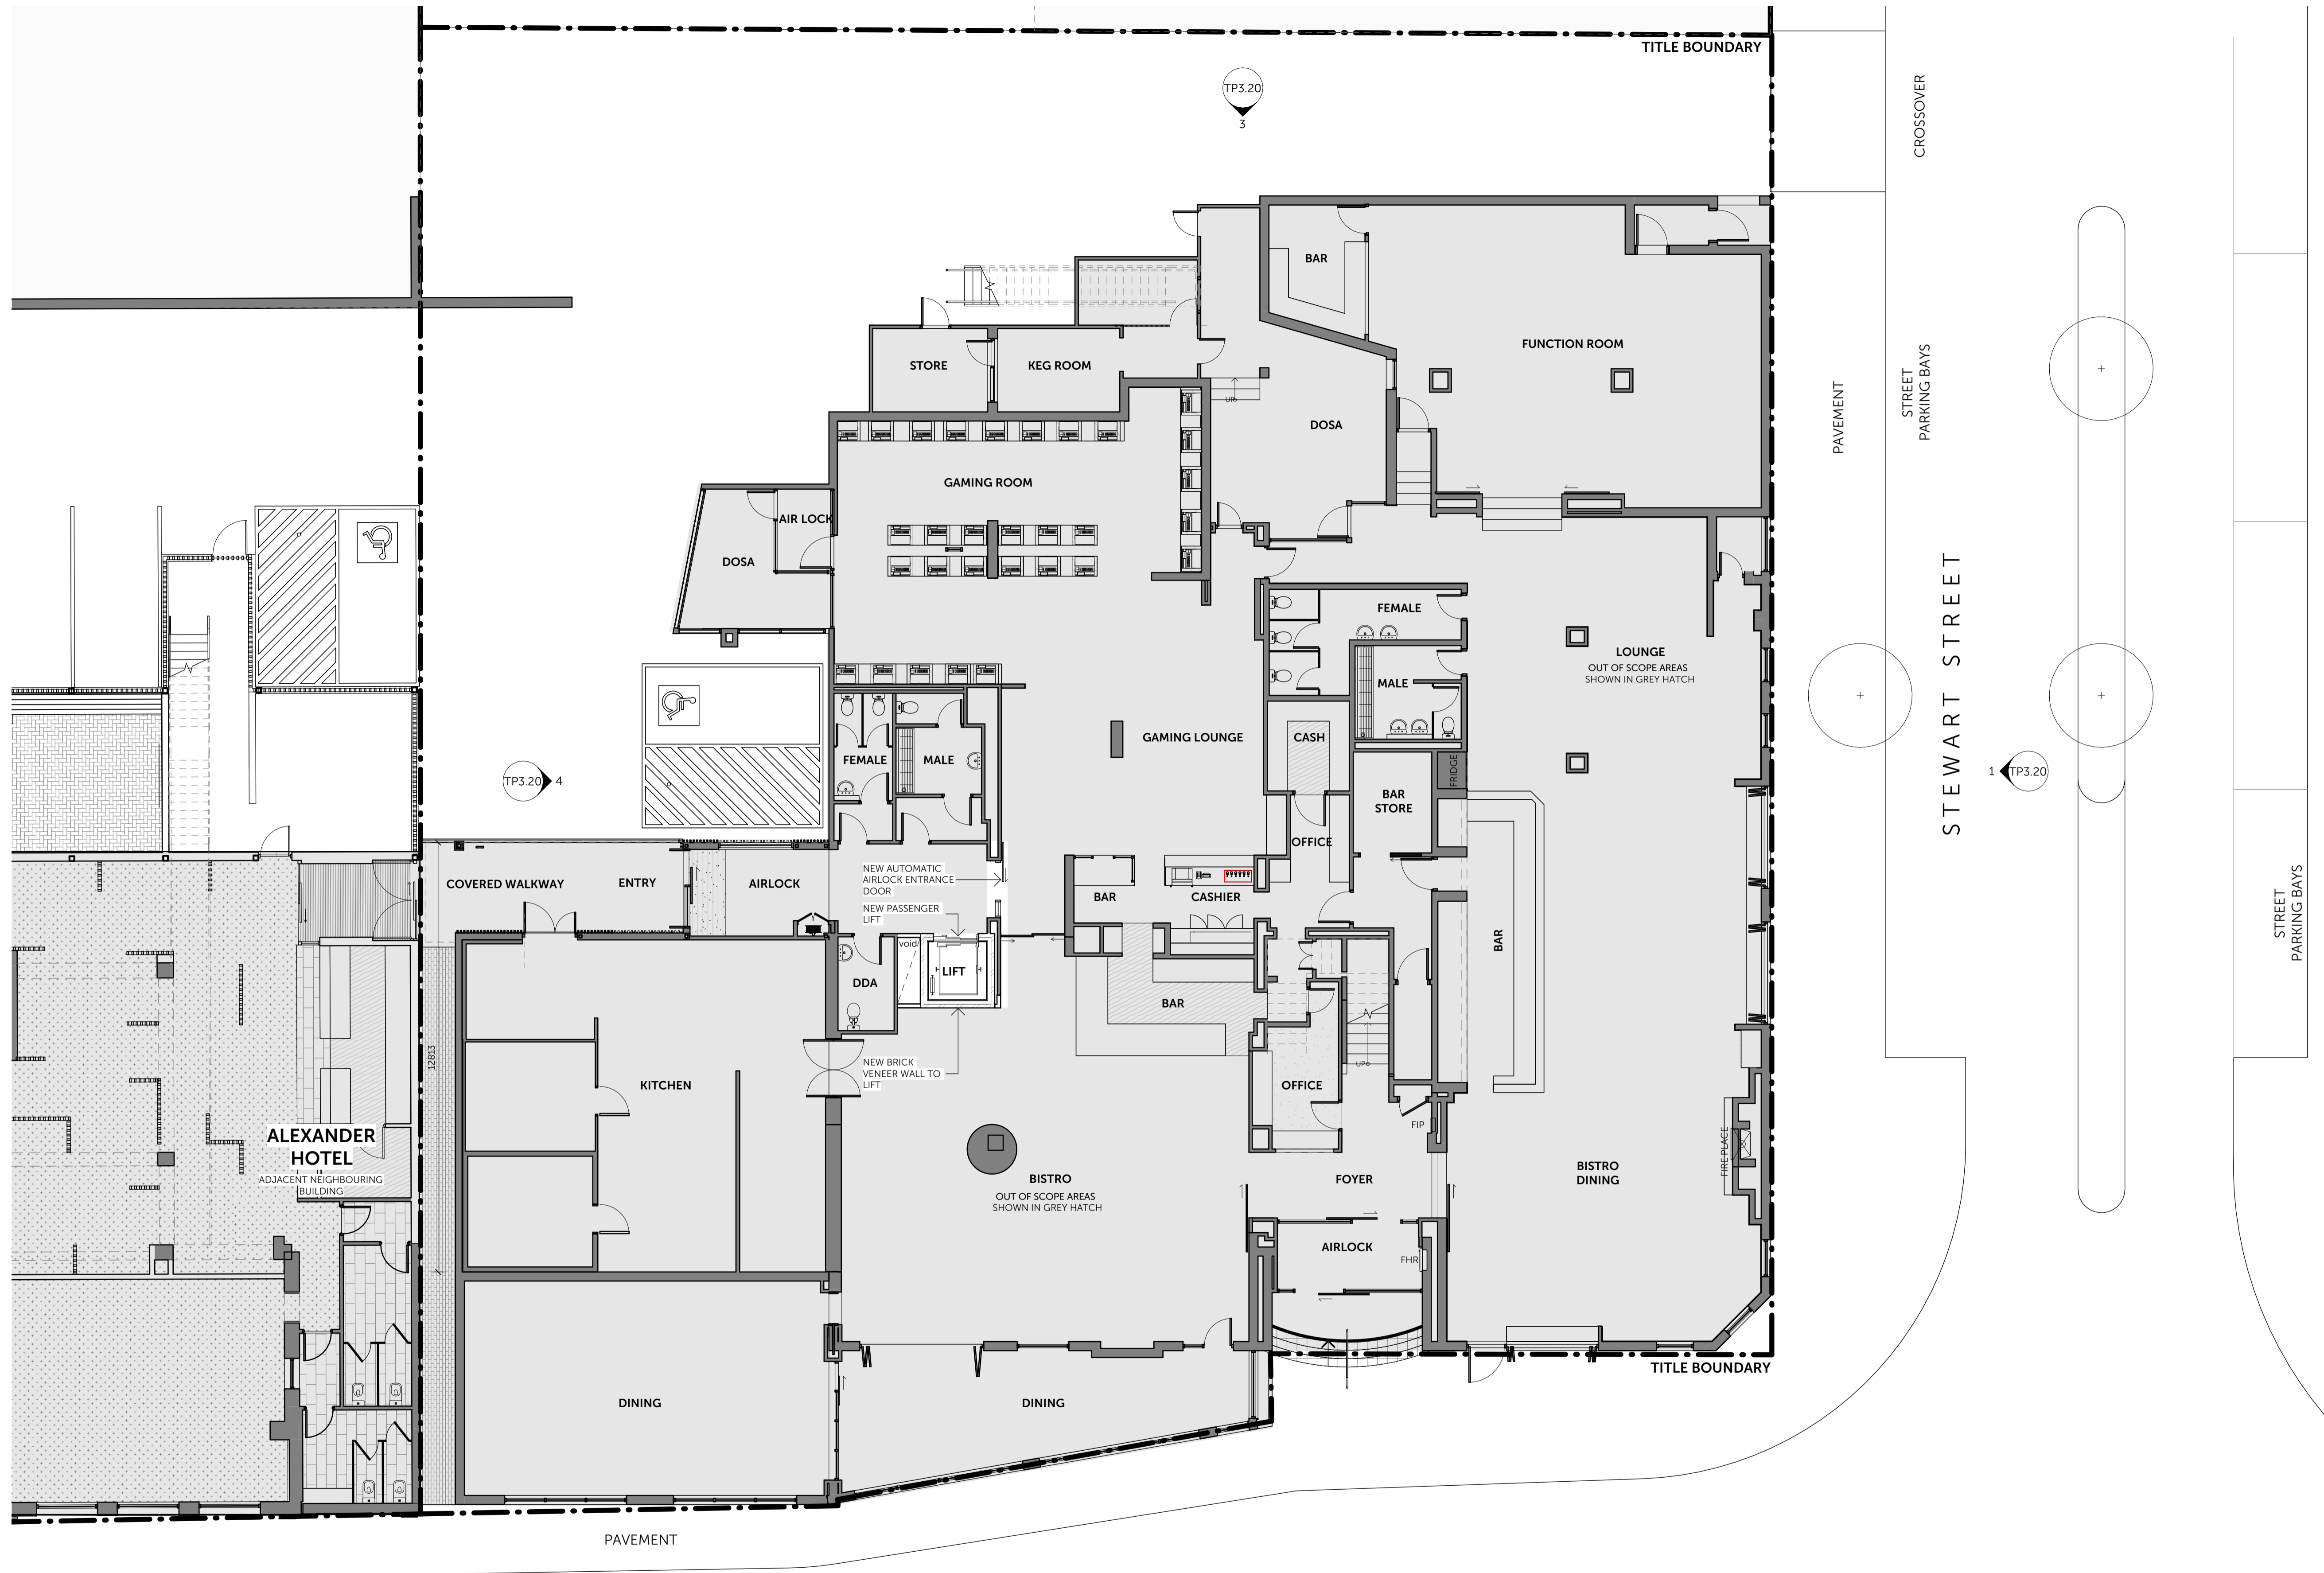 TITLE BOUNDARY
CROSSOVER
TP3.20
3
BAR
FUNCTION ROOM
STORE
KEG ROOM
UP
DOSA
PAVEMENT
STREET
PARKING BAYS
GAMING ROOM
AIR LOCK
DOSA
FEMALE
LOUNGE
OUT OF SCOPE AREAS
SHOWN IN GREY HATCH
MALE
STEWART STREET
CASH
GAMING LOUNGE
FEMALE
MALE
FRIDGE
TP3.20
4
1
TP3.20
BAR
STORE
OFFICE
NEW AUTOMATIC
AIRLOCK ENTRANCE
DOOR
COVERED WALKWAY
ENTRY
AIRLOCK
BAR
CASHIER
NEW PASSENGER
LIFT
STREET
PARKING BAYS
BAR
void
LIFT
DDA
BAR
12813
NEW BRICK
VENEER WALL TO
LIFT
UP
KITCHEN
OFFICE
FIP
ALEXANDER
HOTEL
ADJACENT NEIGHBOURING
BUILDING
FIRE PLACE
BISTRO
OUT OF SCOPE AREAS
SHOWN IN GREY HATCH
FOYER
BISTRO
DINING
AIRLOCK
FHR
TITLE BOUNDARY
DINING
DINING
PAVEMENT